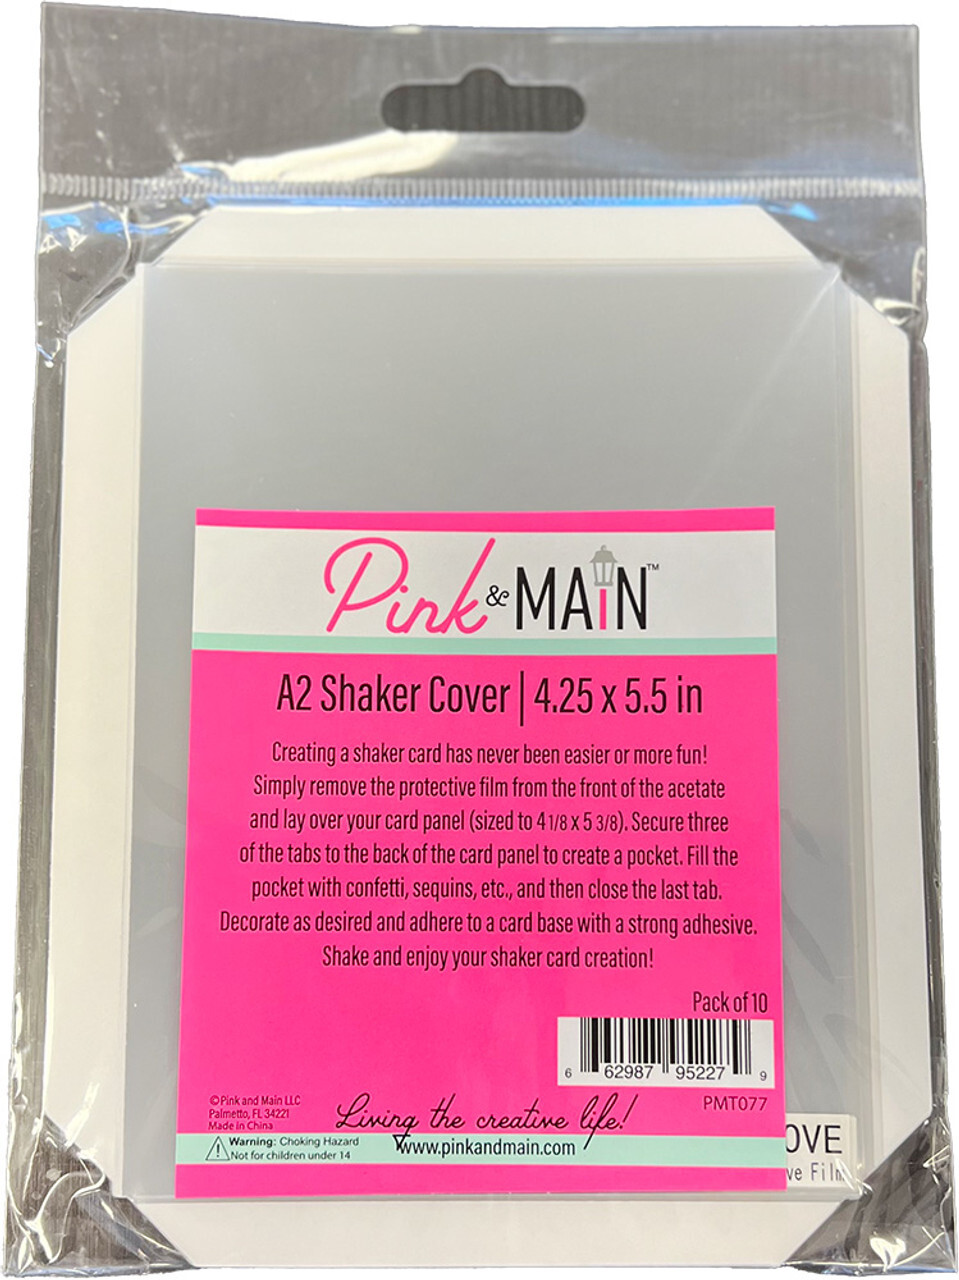 Pink & MAiN™
A2 Shaker Cover | 4.25 x 5.5 in
Creating a shaker card has never been easier or more fun!
Simply remove the protective film from the front of the acetate
and lay over your card panel (sized to 4 1/8 x 5 3/8). Secure three
of the tabs to the back of the card panel to create a pocket. Fill the
pocket with confetti, sequins, etc., and then close the last tab.
Decorate as desired and adhere to a card base with a strong adhesive.
Shake and enjoy your shaker card creation!
Pack of 10
6 62987 95227 9
PMT077
© Pink and Main LLC
Palmetto, FL 34221
Made in China
Living the creative life!
Warning: Choking Hazard
Not for children under 14
www.pinkandmain.com
OVE
ve Film